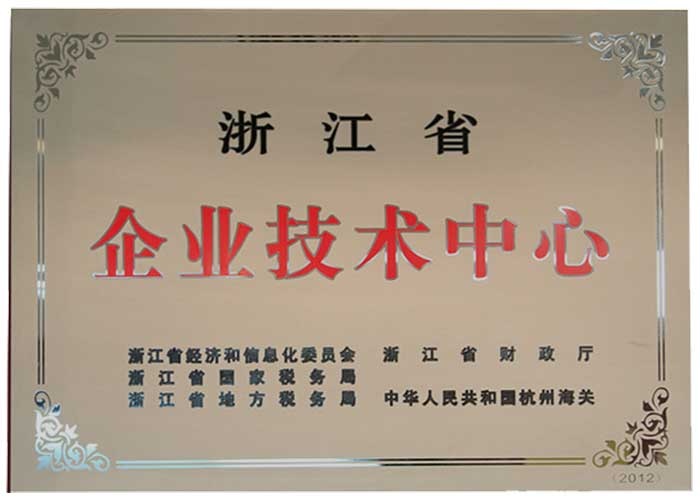 浙江省
企业技术中心
浙江省经济和信息化委员会 浙江省财政厅
浙江省国家税务局
浙江省地方税务局 中华人民共和国杭州海关
(2012)